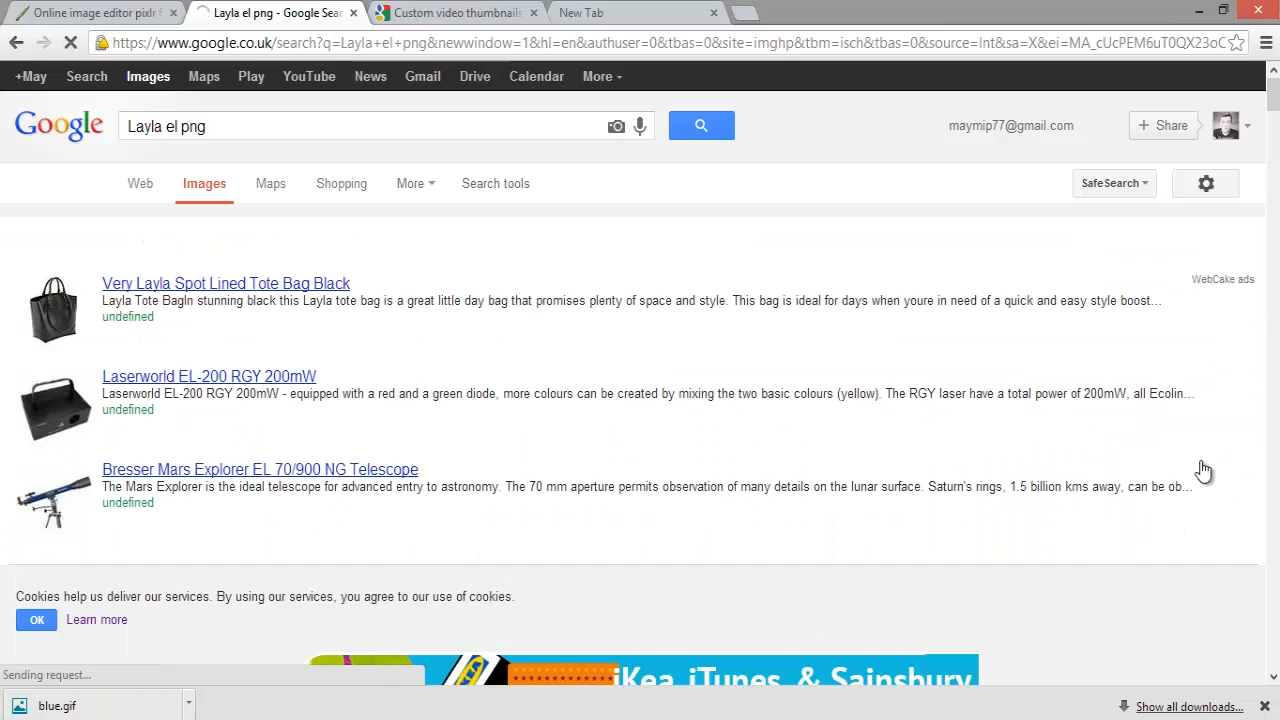 Online image editor pixlr f
Layla el png - Google Sear
Custom video thumbnails
New Tab
https://www.google.co.uk/search?q=Layla+el+png&newwindow=1&hl=en&authuser=0&tbas=0&site=imghp&tbm=isch&tbas=0&source=lnt&sa=X&ei=MA_cUcPEM6uT0QX23oC
+May Search Images Maps Play YouTube News Gmail Drive Calendar More
Google
Layla el png
maymip77@gmail.com
+ Share
Web Images Maps Shopping More Search tools
SafeSearch
Very Layla Spot Lined Tote Bag Black
WebCake ads
Layla Tote BagIn stunning black this Layla tote bag is a great little day bag that promises plenty of space and style. This bag is ideal for days when youre in need of a quick and easy style boost...
undefined
Laserworld EL-200 RGY 200mW
Laserworld EL-200 RGY 200mW - equipped with a red and a green diode, more colours can be created by mixing the two basic colours (yellow). The RGY laser have a total power of 200mW, all Ecolin...
undefined
Bresser Mars Explorer EL 70/900 NG Telescope
The Mars Explorer is the ideal telescope for advanced entry to astronomy. The 70 mm aperture permits observation of many details on the lunar surface. Saturn's rings, 1.5 billion kms away, can be ob...
undefined
Cookies help us deliver our services. By using our services, you agree to our use of cookies.
OK Learn more
iKea, iTunes, & Sainsbury
Sending request...
blue.gif
Show all downloads...